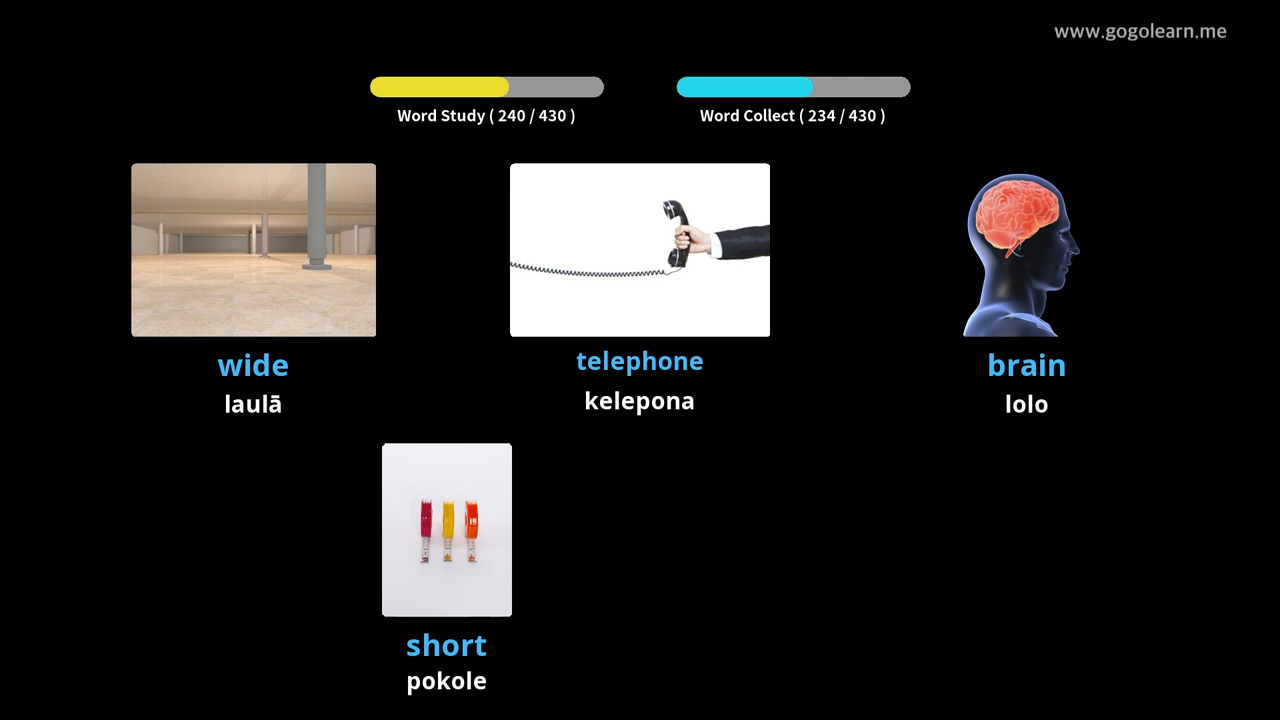 www.gogolearn.me
Word Study ( 240 / 430 )
Word Collect ( 234 / 430 )
wide
laulā
telephone
kelepona
brain
lolo
short
pokole